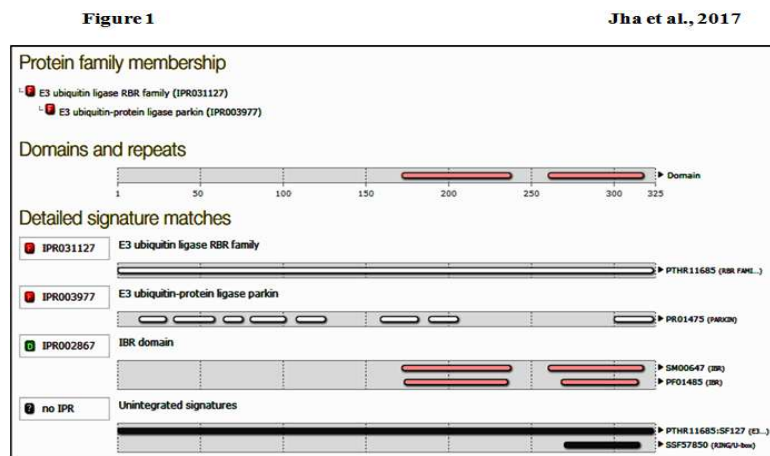 Figure 1 Jha et al., 2017
Protein family membership
F E3 ubiquitin ligase RBR family (IPR031127)
F E3 ubiquitin-protein ligase parkin (IPR003977)
Domains and repeats
Domain
1 50 100 150 200 250 300 325
Detailed signature matches
F IPR031127 E3 ubiquitin ligase RBR family
PTHR11685 (RBR FAMI...)
F IPR003977 E3 ubiquitin-protein ligase parkin
PR01475 (PARKIN)
D IPR002867 IBR domain
SM00647 (IBR)
PF01485 (IBR)
? no IPR Unintegrated signatures
PTHR11685:SF127 (E3...)
SSF57850 (RING/U-box)